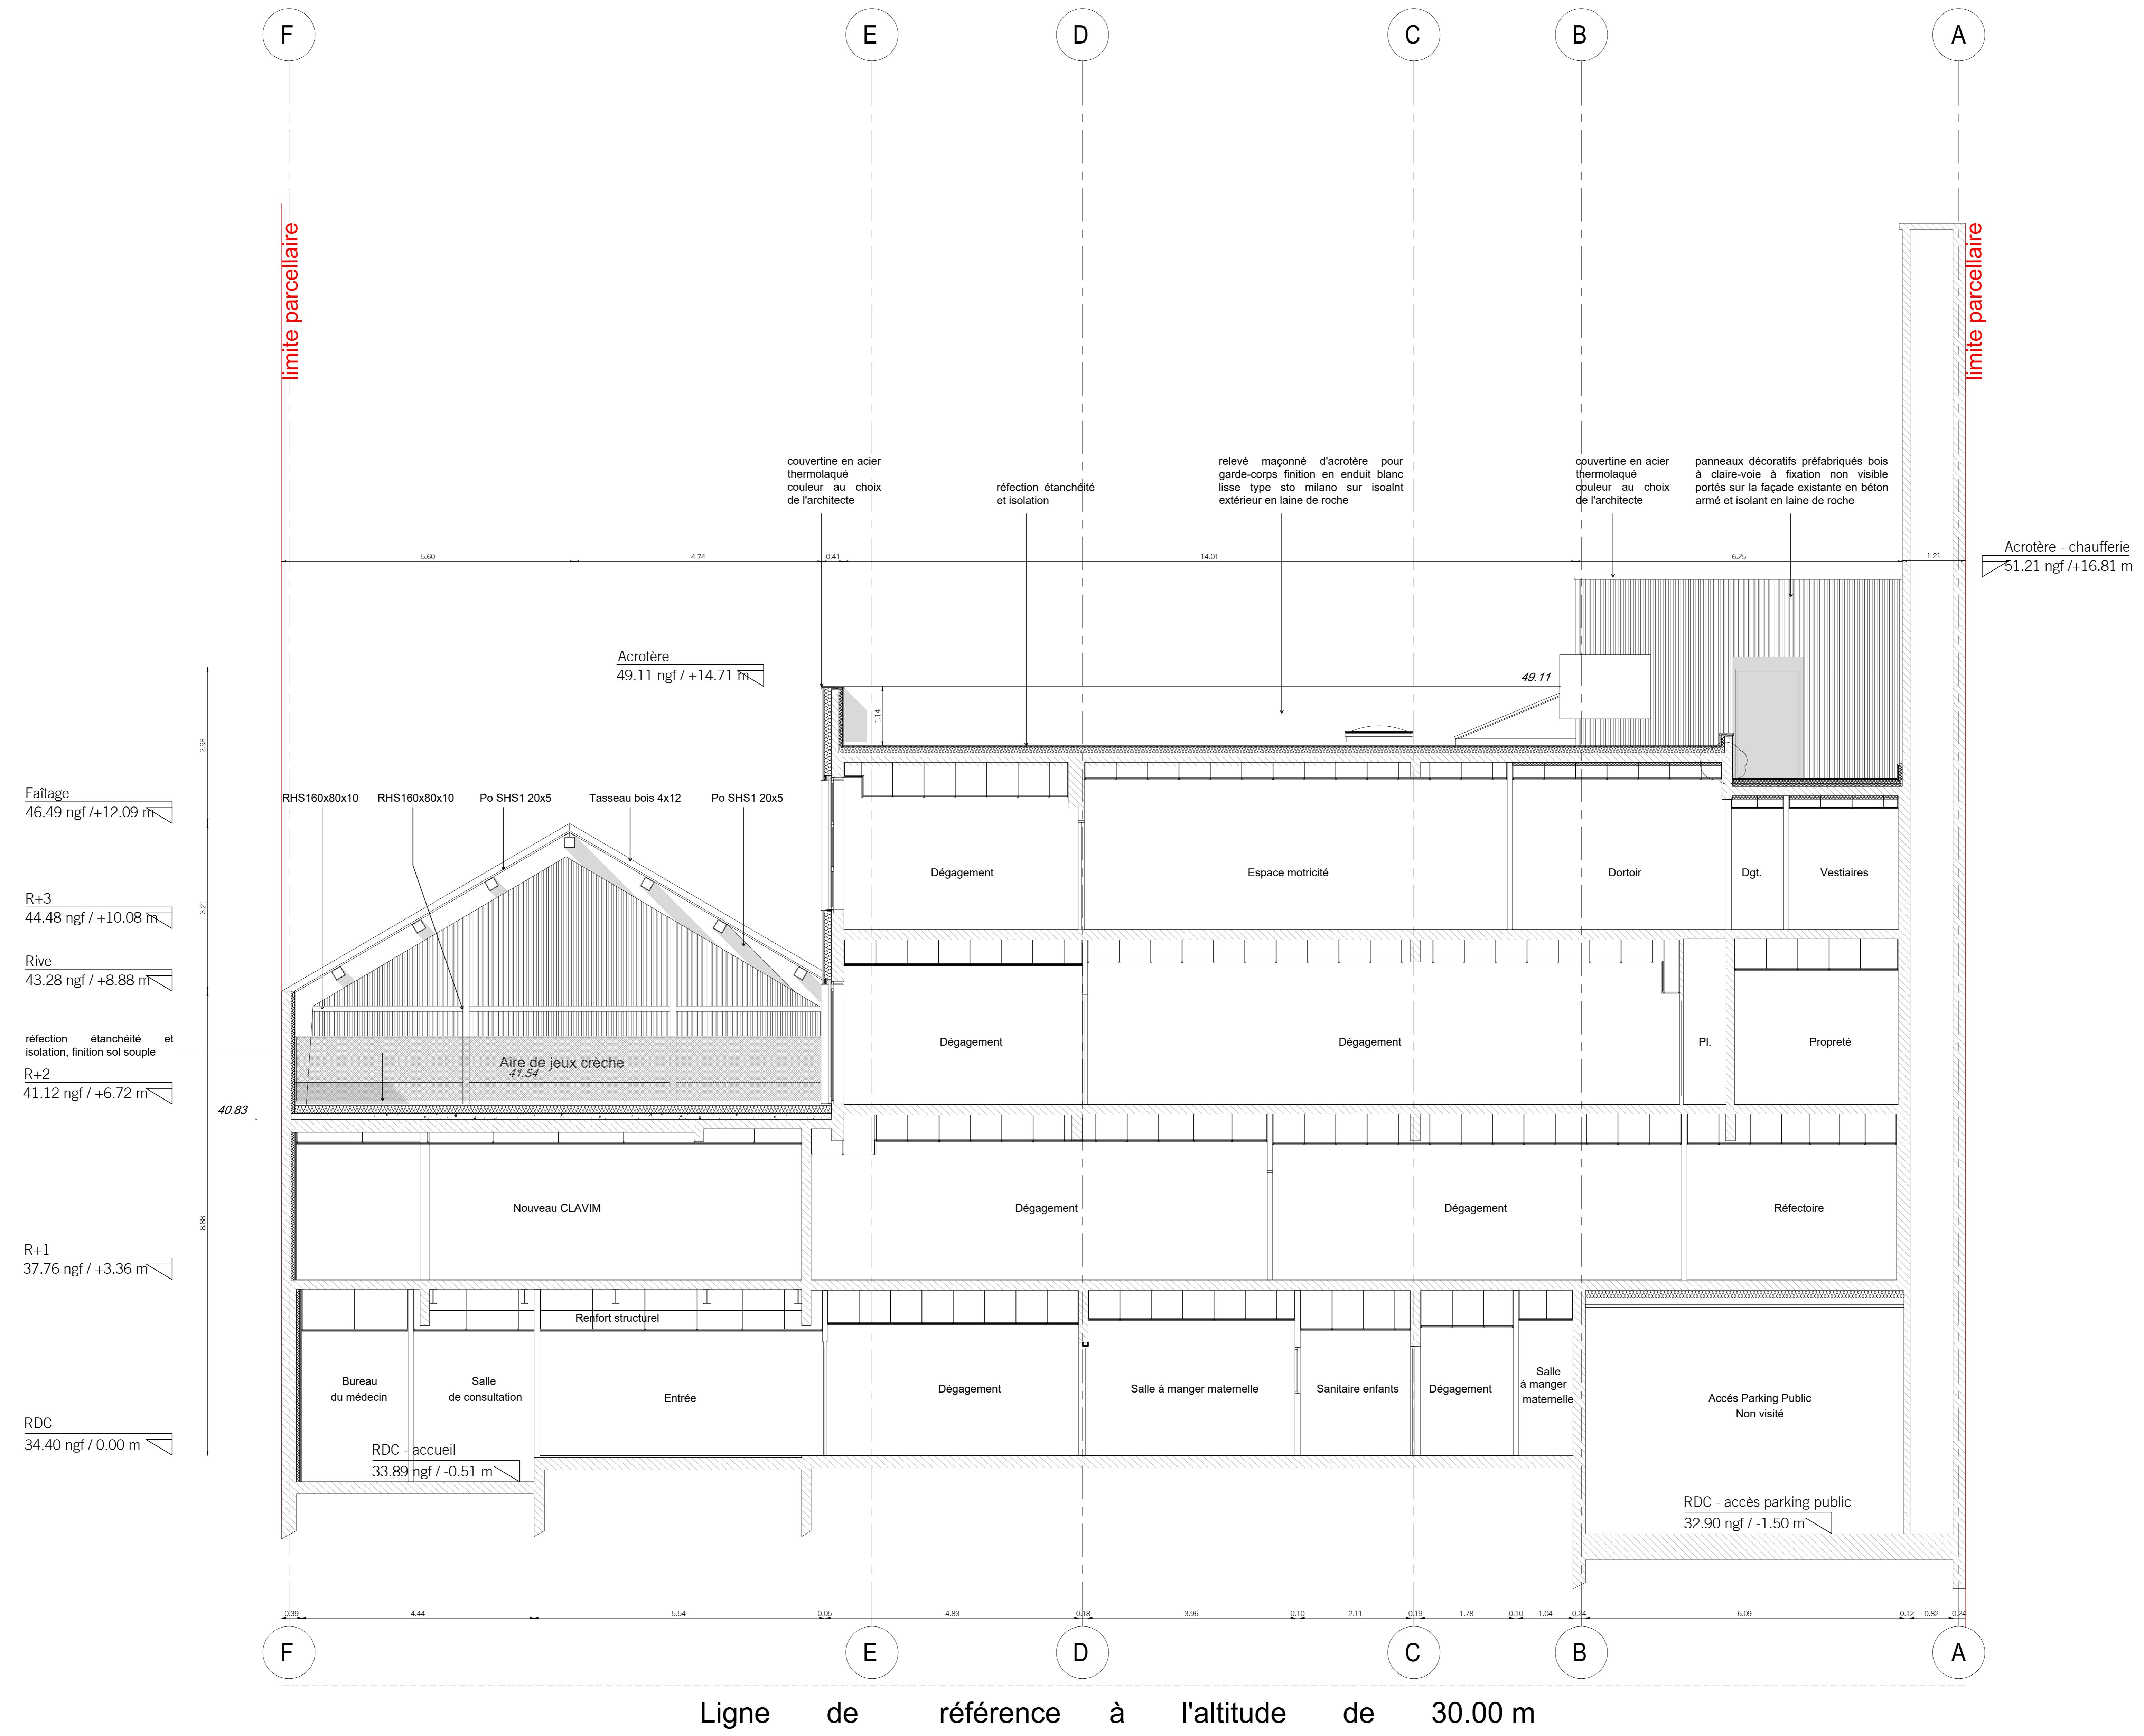 F
E
D
C
B
A
limite parcellaire
limite parcellaire
couvertine en acier
thermolaqué
couleur au choix
de l'architecte
réfection étanchéité
et isolation
relevé maçonné d'acrotère pour
garde-corps finition en enduit blanc
lisse type sto milano sur isoalnt
extérieur en laine de roche
couvertine en acier
thermolaqué
couleur au choix
de l'architecte
panneaux décoratifs préfabriqués bois
à claire-voie à fixation non visible
portés sur la façade existante en béton
armé et isolant en laine de roche
5.60
4.74
0.41
14.01
6.25
1.21
Acrotère - chaufferie
51.21 ngf /+16.81 m
Acrotère
49.11 ngf / +14.71 m
49.11
1.14
2.98
3.21
8.88
Faîtage
46.49 ngf /+12.09 m
RHS160x80x10
RHS160x80x10
Po SHS1 20x5
Tasseau bois 4x12
Po SHS1 20x5
R+3
44.48 ngf / +10.08 m
Dégagement
Espace motricité
Dortoir
Dgt.
Vestiaires
Rive
43.28 ngf / +8.88 m
réfection étanchéité et
isolation, finition sol souple
Aire de jeux crèche
41.54
Dégagement
Dégagement
Pl.
Propreté
R+2
41.12 ngf / +6.72 m
40.83
Nouveau CLAVIM
Dégagement
Dégagement
Réfectoire
R+1
37.76 ngf / +3.36 m
Renfort structurel
Bureau
du médecin
Salle
de consultation
Entrée
Dégagement
Salle à manger maternelle
Sanitaire enfants
Dégagement
Salle
à manger
maternelle
Accés Parking Public
Non visité
RDC
34.40 ngf / 0.00 m
RDC - accueil
33.89 ngf / -0.51 m
RDC - accès parking public
32.90 ngf / -1.50 m
0.39
4.44
5.54
0.05
4.83
0.18
3.96
0.10
2.11
0.19
1.78
0.10
1.04
0.24
6.09
0.12
0.82
0.24
F
E
D
C
B
A
Ligne de référence à l'altitude de 30.00 m